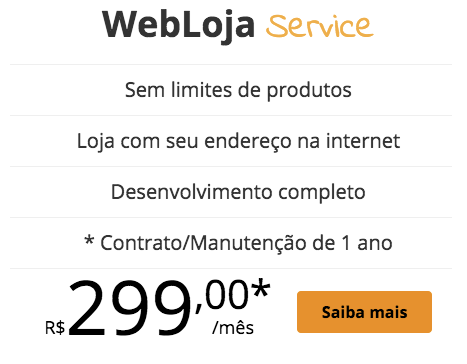 WebLoja Service
Sem limites de produtos
Loja com seu endereço na internet
Desenvolvimento completo
* Contrato/Manutenção de 1 ano
R$299,00* /mês
Saiba mais